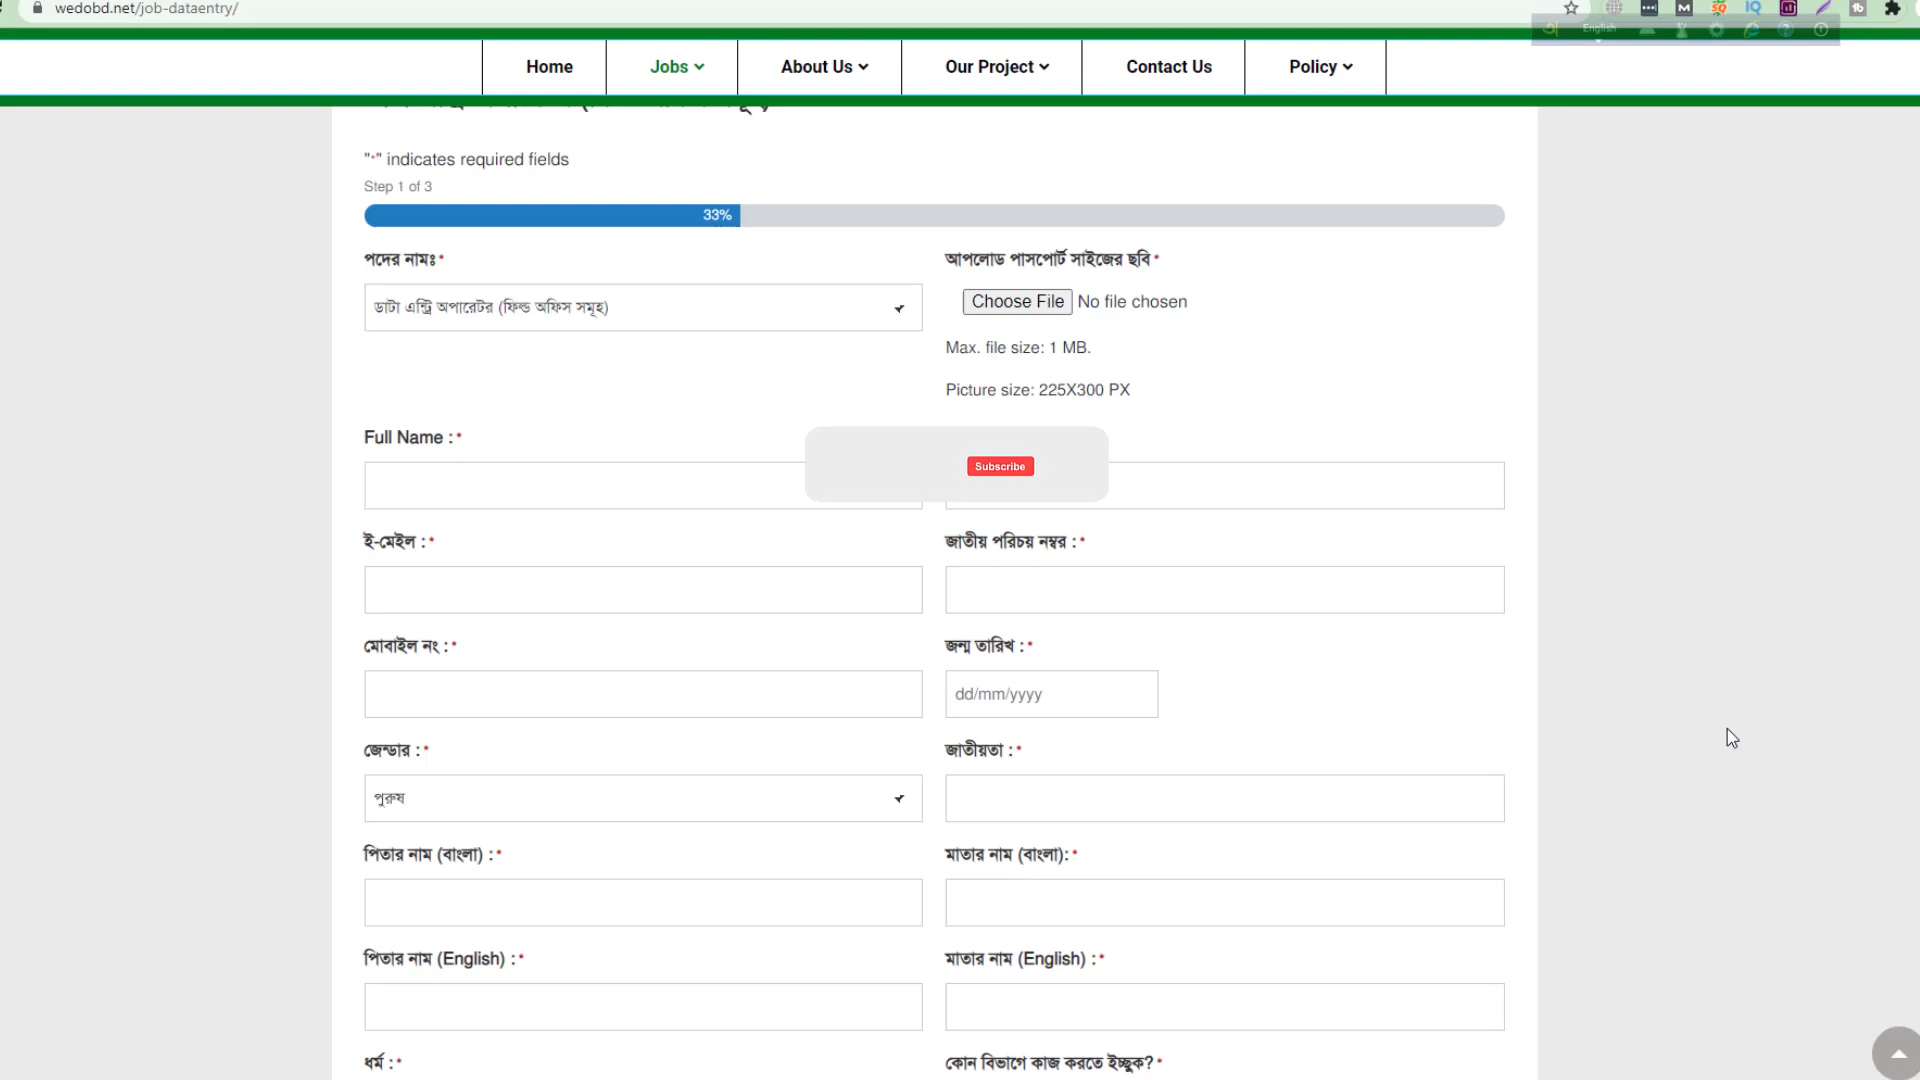 wedobd.net/job-dataentry/
English
Home
Jobs
About Us
Our Project
Contact Us
Policy
"*" indicates required fields
Step 1 of 3
33%
পদের নামঃ*
আপলোড পাসপোর্ট সাইজের ছবি*
ডাটা এন্ট্রি অপারেটর (ফিল্ড অফিস সমূহ)
Choose File No file chosen
Max. file size: 1 MB.
Picture size: 225X300 PX
Full Name :*
Subscribe
ই-মেইল :*
জাতীয় পরিচয় নম্বর :*
মোবাইল নং :*
জন্ম তারিখ :*
dd/mm/yyyy
জেন্ডার :*
জাতীয়তা :*
পুরুষ
পিতার নাম (বাংলা) :*
মাতার নাম (বাংলা):*
পিতার নাম (English) :*
মাতার নাম (English) :*
ধর্ম :*
কোন বিভাগে কাজ করতে ইচ্ছুক?*